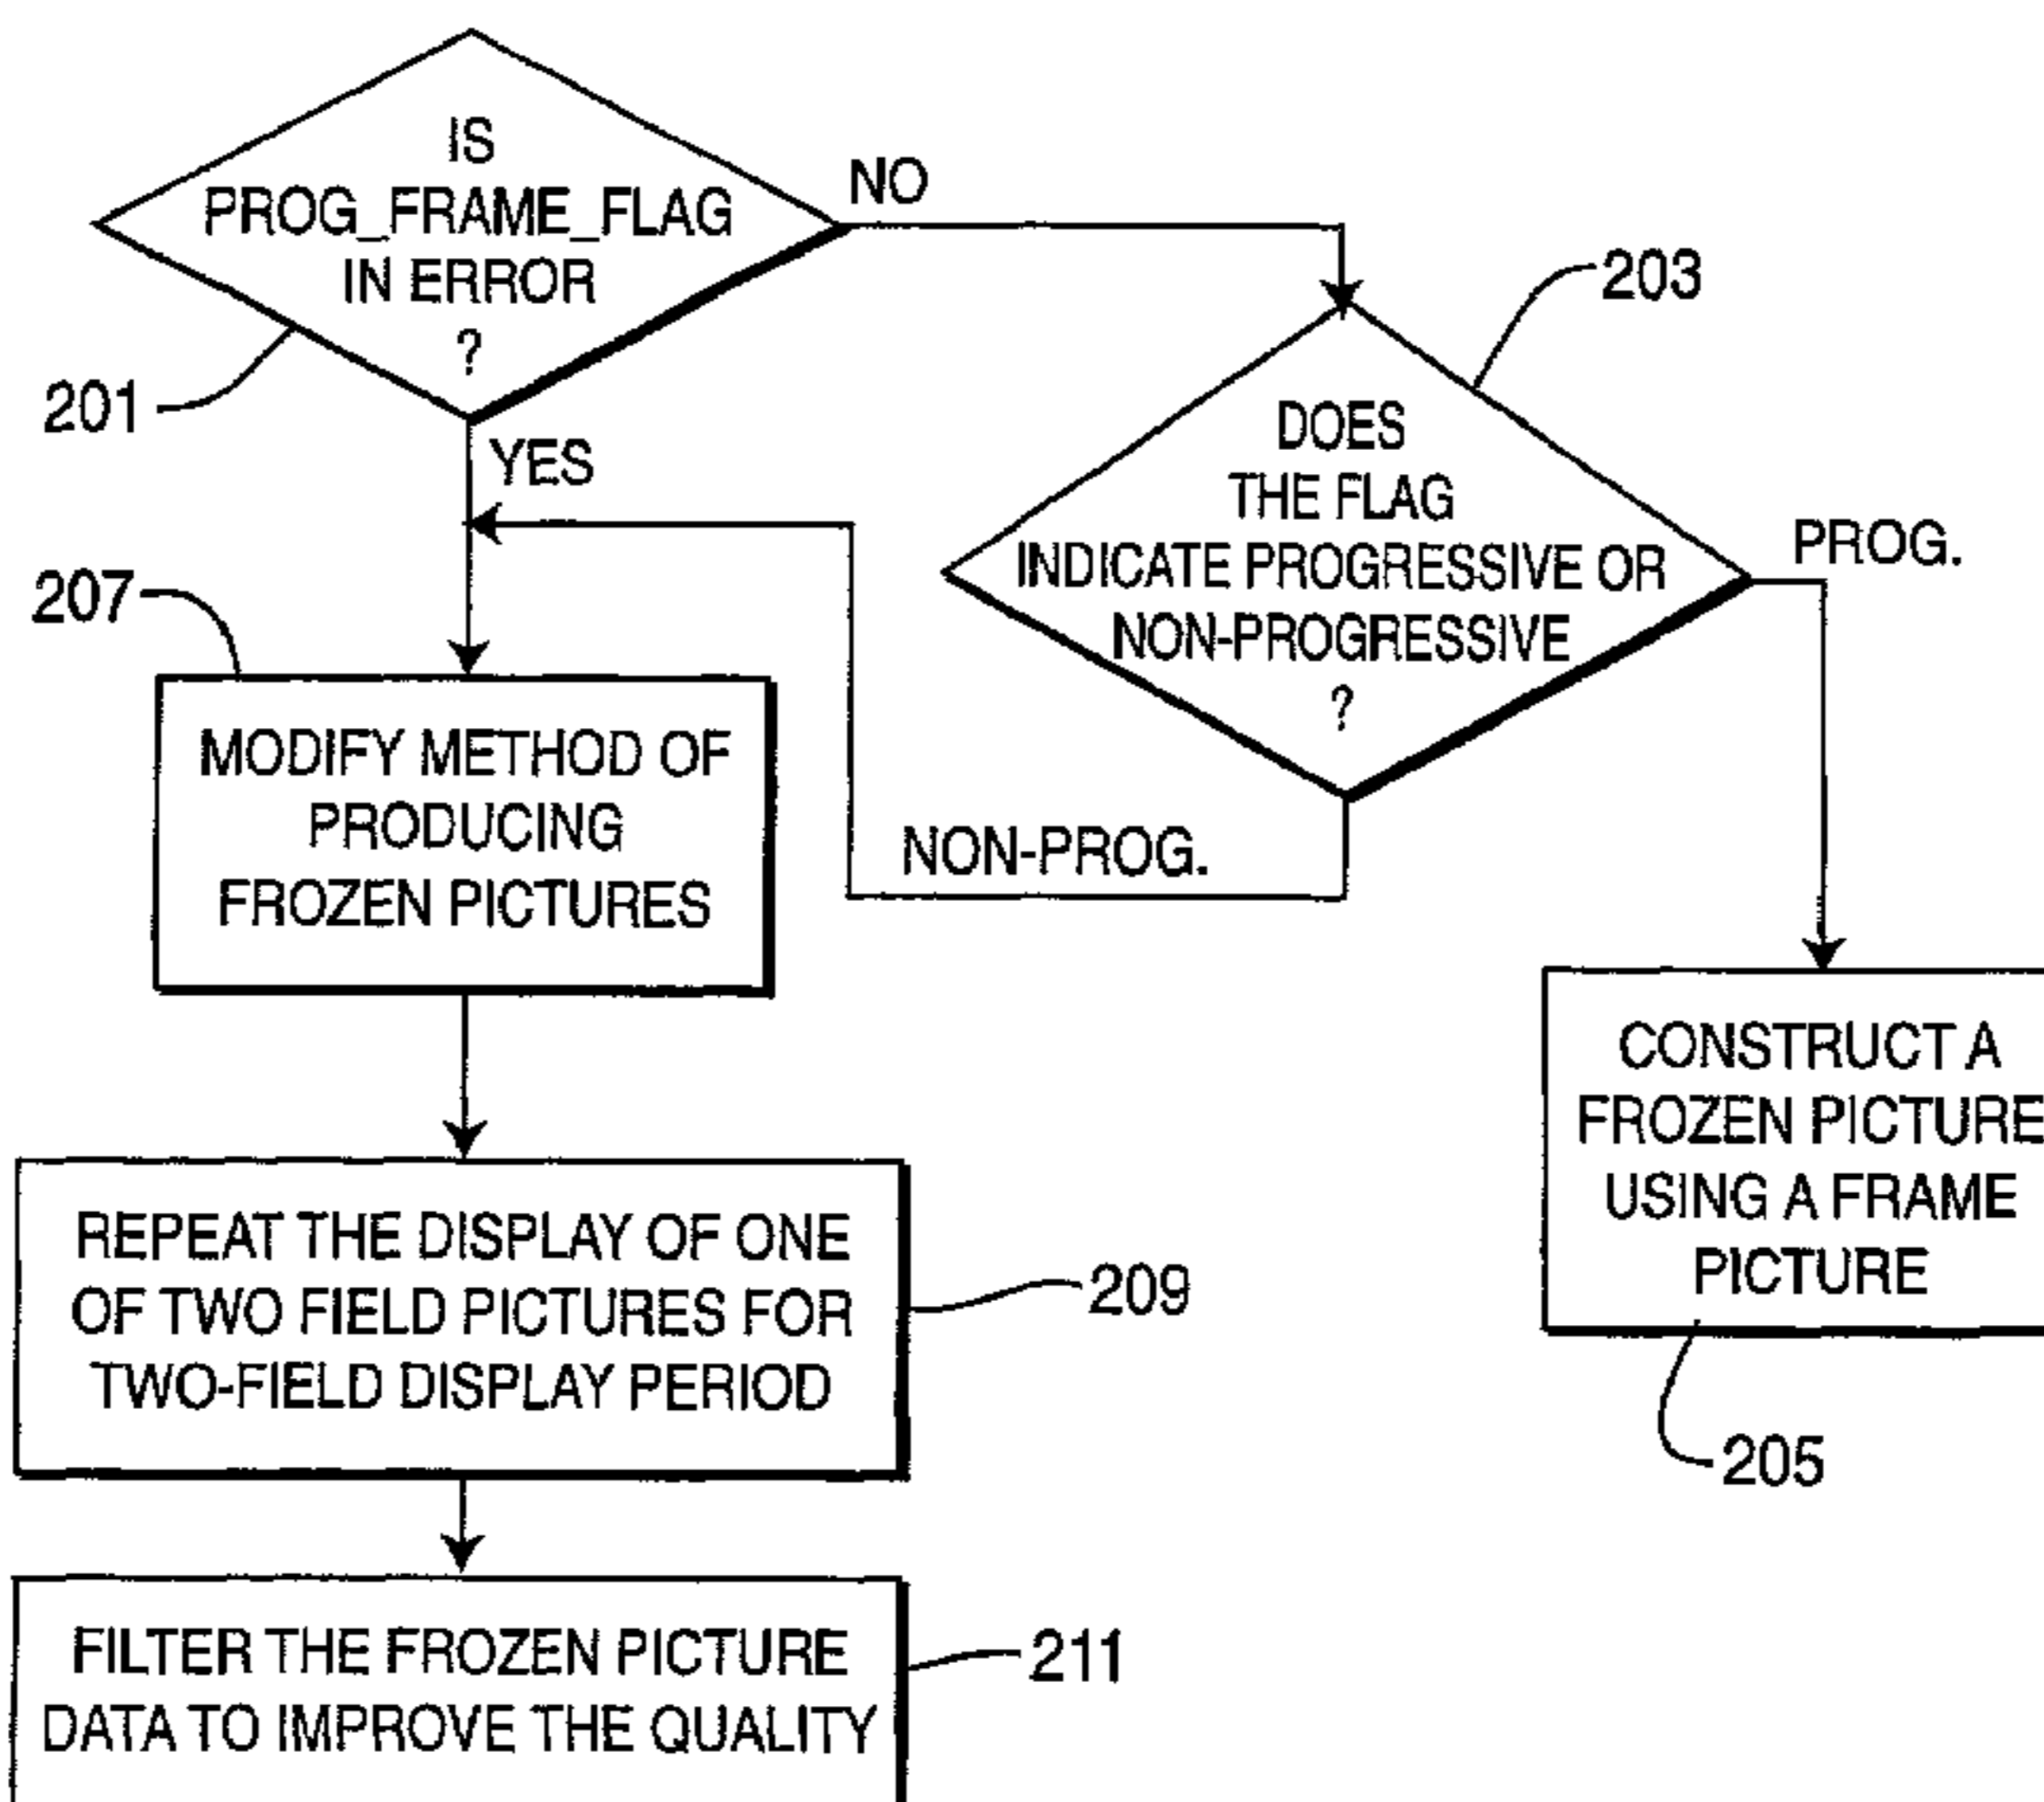 IS
PROG_FRAME_FLAG
IN ERROR
?
201
NO
YES
203
DOES
THE FLAG
INDICATE PROGRESSIVE OR
NON-PROGRESSIVE
?
PROG.
NON-PROG.
207
MODIFY METHOD OF
PRODUCING
FROZEN PICTURES
CONSTRUCT A
FROZEN PICTURE
USING A FRAME
PICTURE
205
REPEAT THE DISPLAY OF ONE
OF TWO FIELD PICTURES FOR
TWO-FIELD DISPLAY PERIOD
209
FILTER THE FROZEN PICTURE
DATA TO IMPROVE THE QUALITY
211